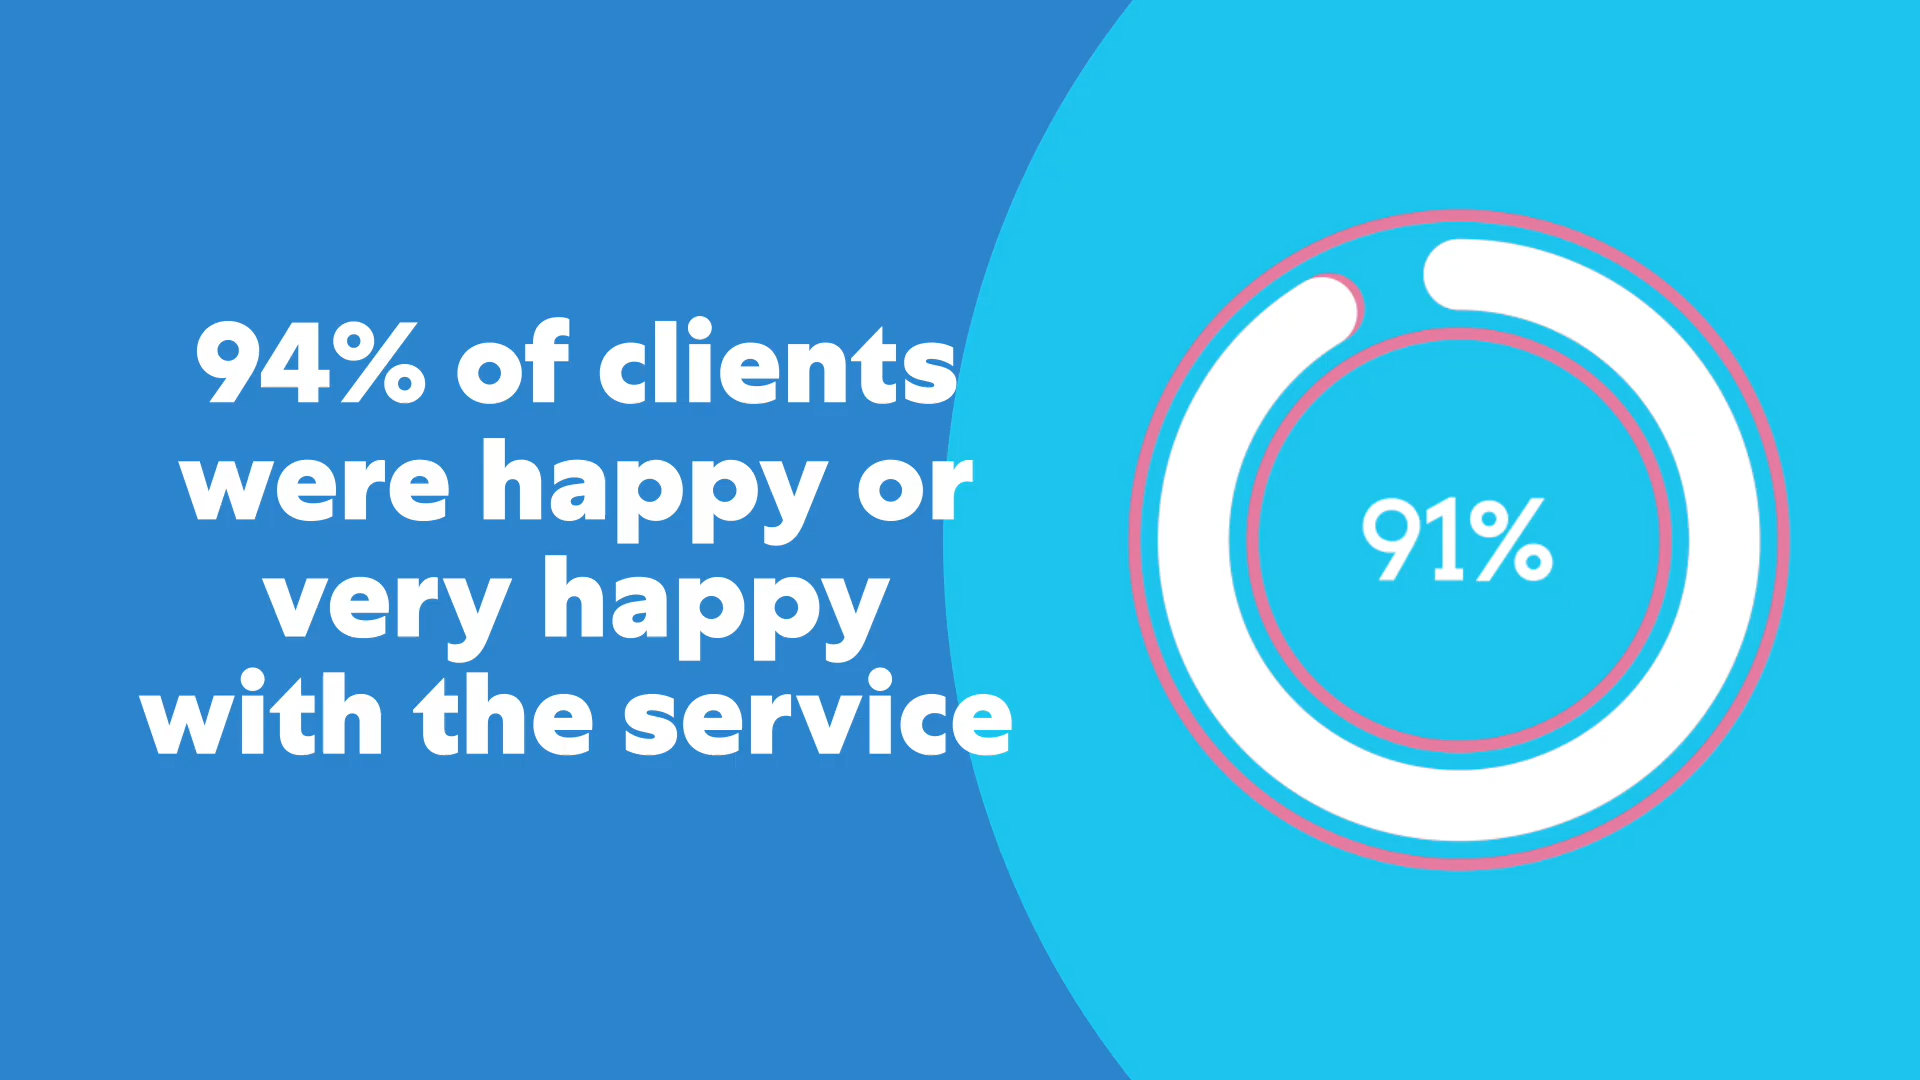 94% of clients
were happy or
very happy
with the service
91%